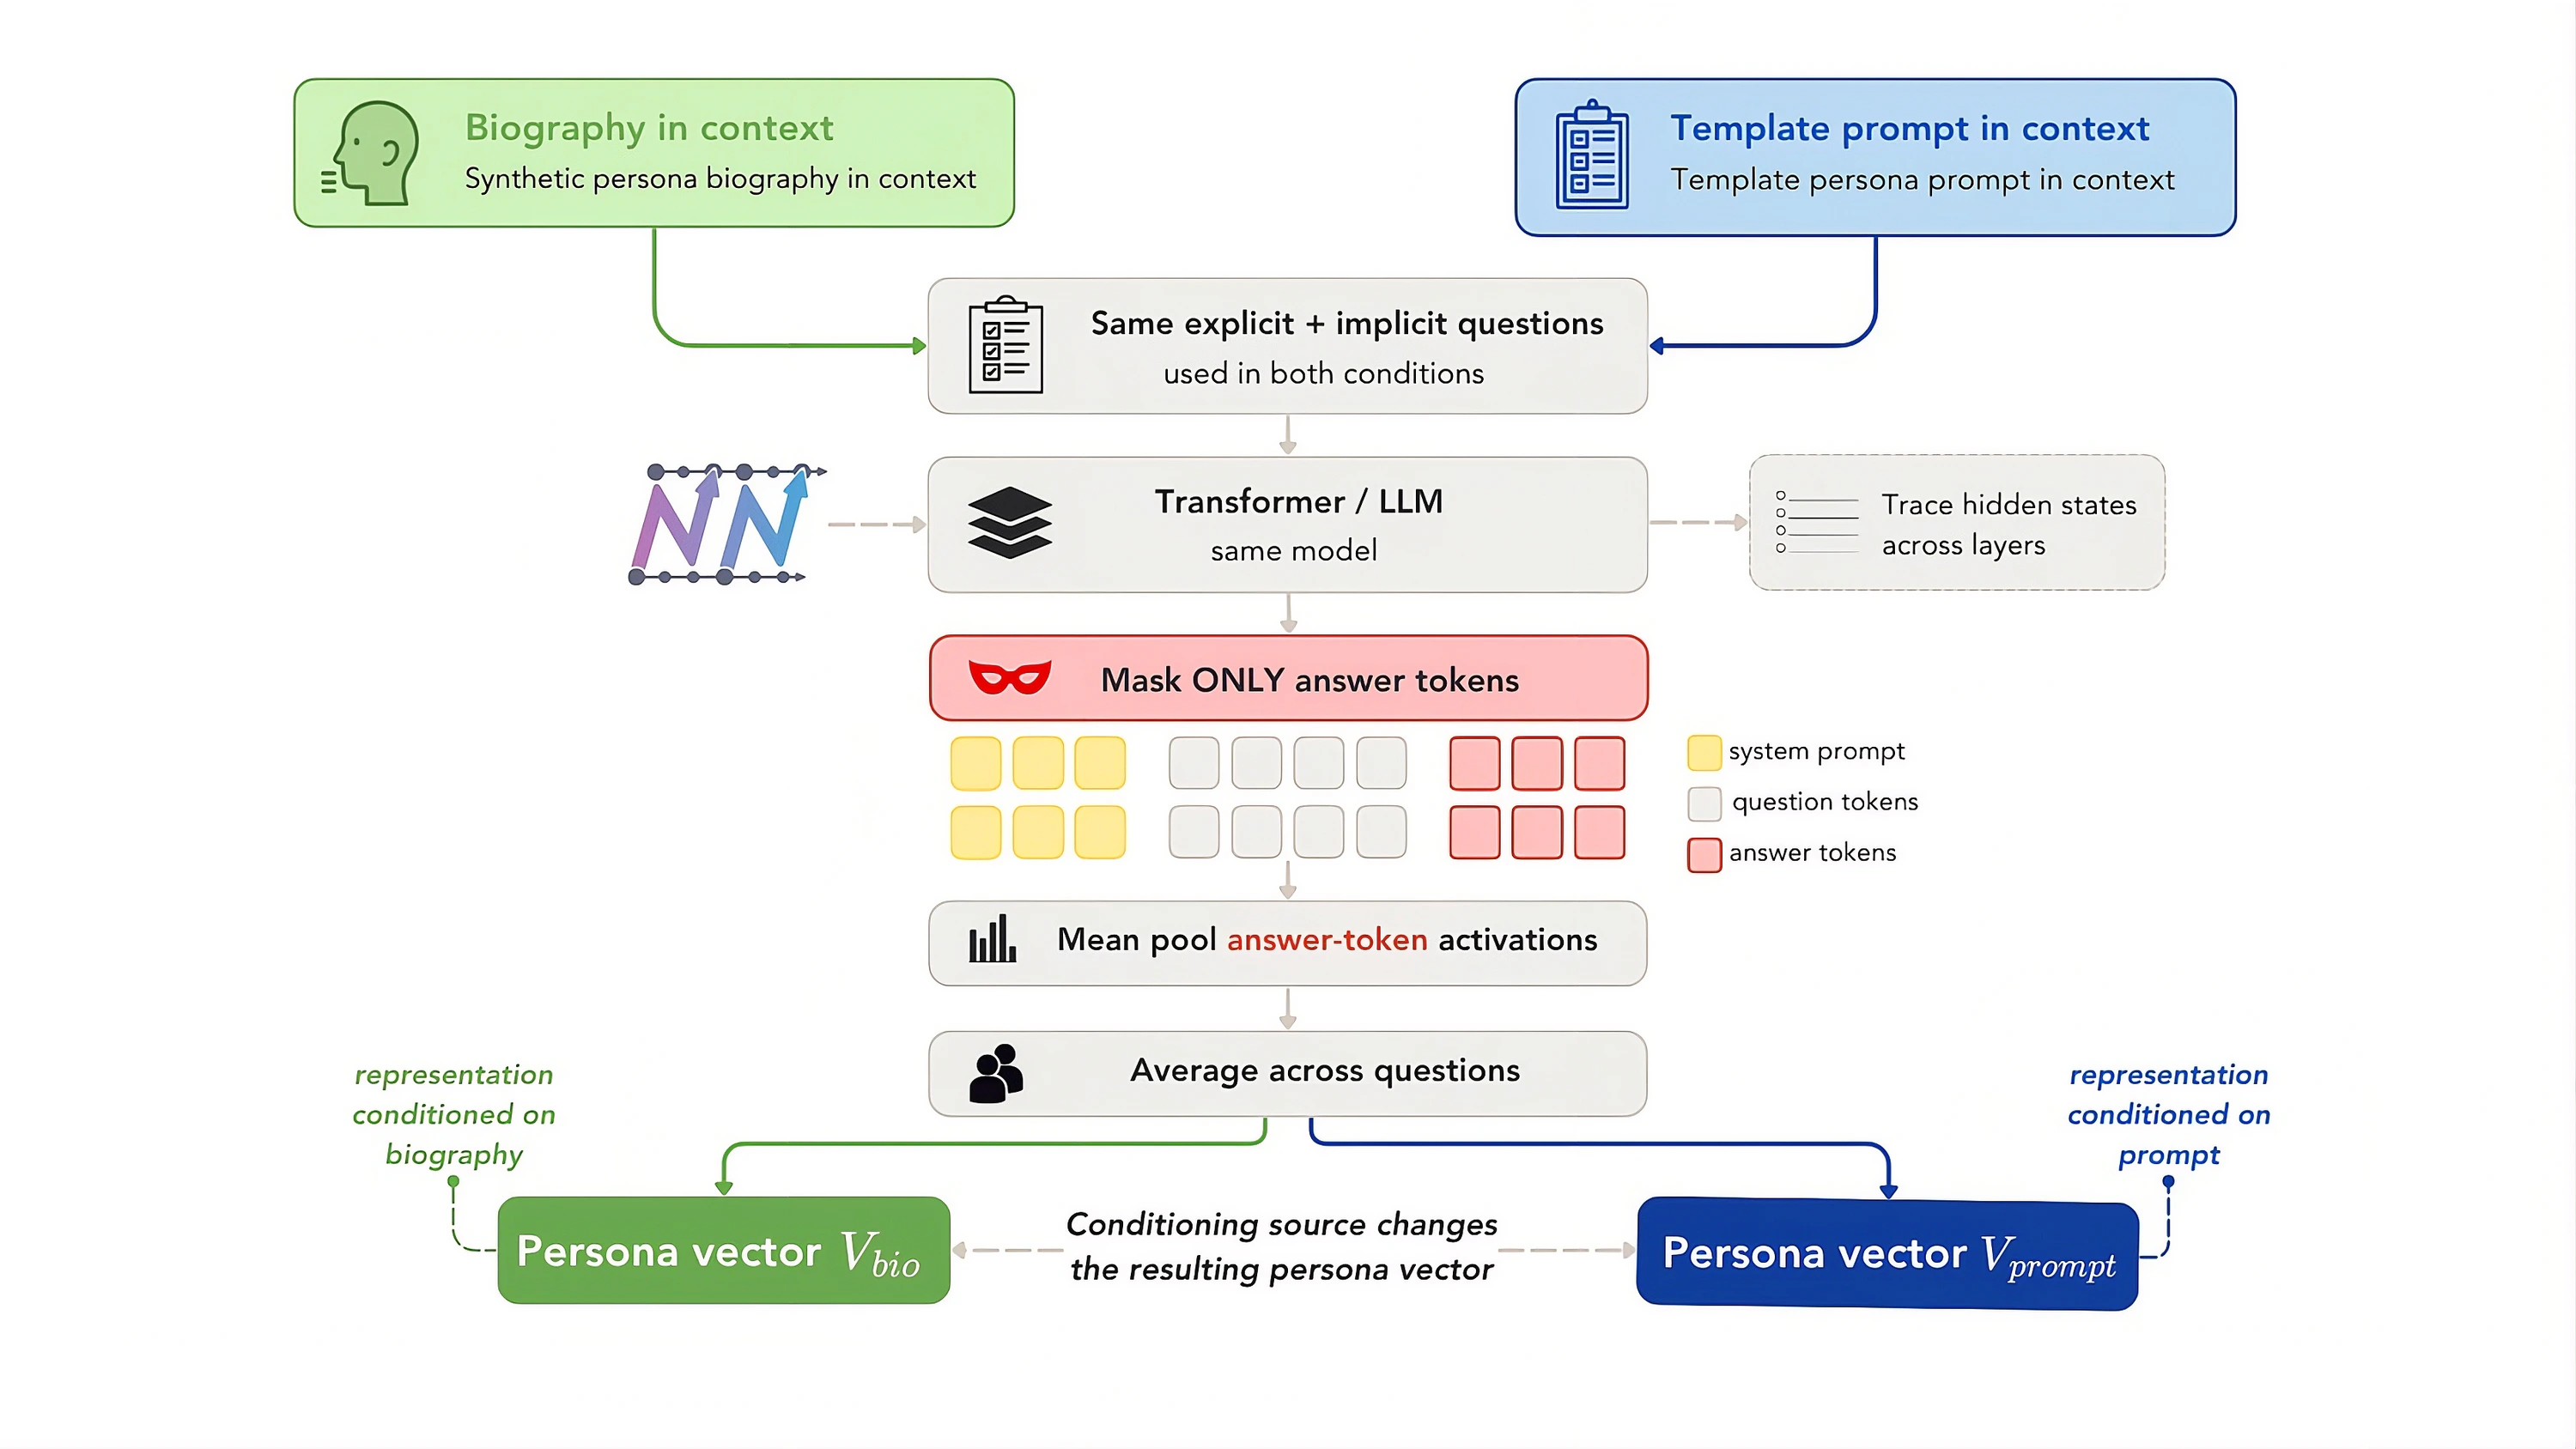 Biography in context
Synthetic persona biography in context
Template prompt in context
Template persona prompt in context
Same explicit + implicit questions
used in both conditions
NN
Transformer / LLM
same model
Trace hidden states
across layers
Mask ONLY answer tokens
system prompt
question tokens
answer tokens
Mean pool answer-token activations
Average across questions
representation
conditioned on
biography
representation
conditioned on
prompt
Persona vector V_bio
Conditioning source changes
the resulting persona vector
Persona vector V_prompt